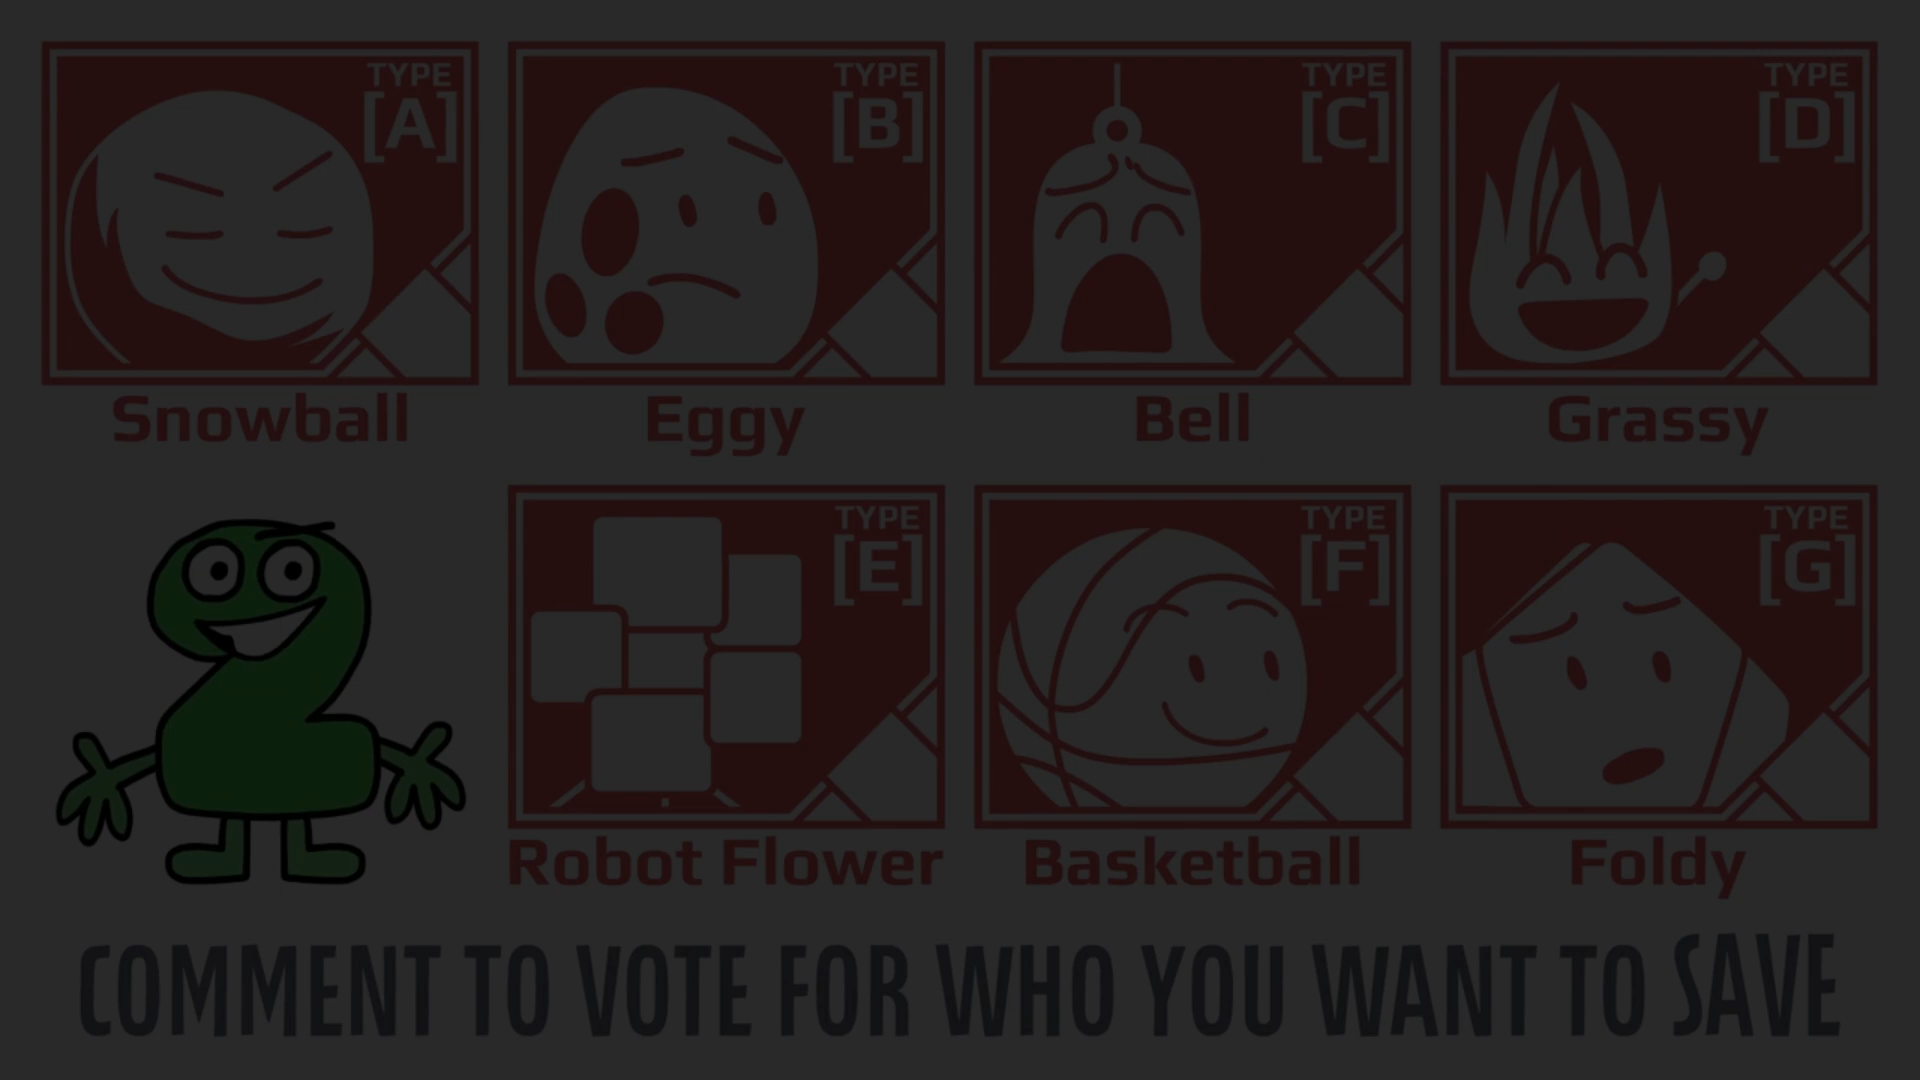 TYPE
[A]
TYPE
[B]
TYPE
[C]
TYPE
[D]
Snowball
Eggy
Bell
Grassy
TYPE
[E]
TYPE
[F]
TYPE
[G]
Robot Flower
Basketball
Foldy
COMMENT TO VOTE FOR WHO YOU WANT TO SAVE